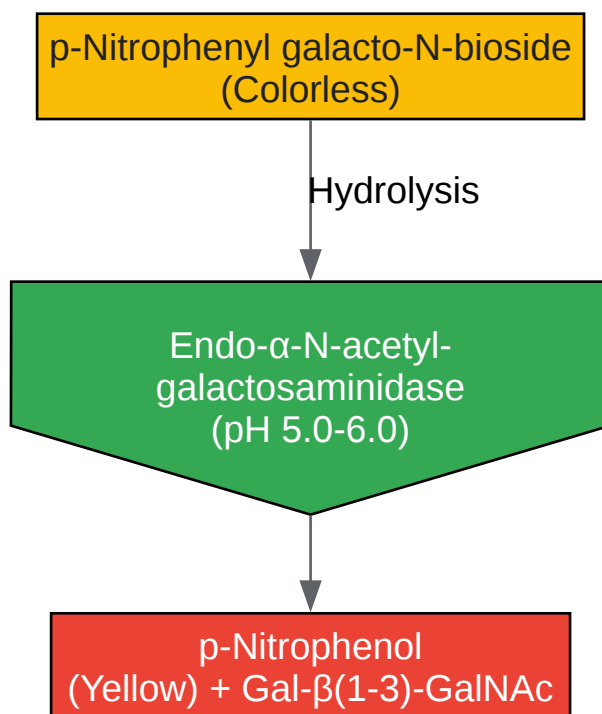 p-Nitrophenyl galacto-N-bioside
(Colorless)
Hydrolysis
Endo-α-N-acetyl-
galactosaminidase
(pH 5.0-6.0)
p-Nitrophenol
(Yellow) + Gal-β(1-3)-GalNAc